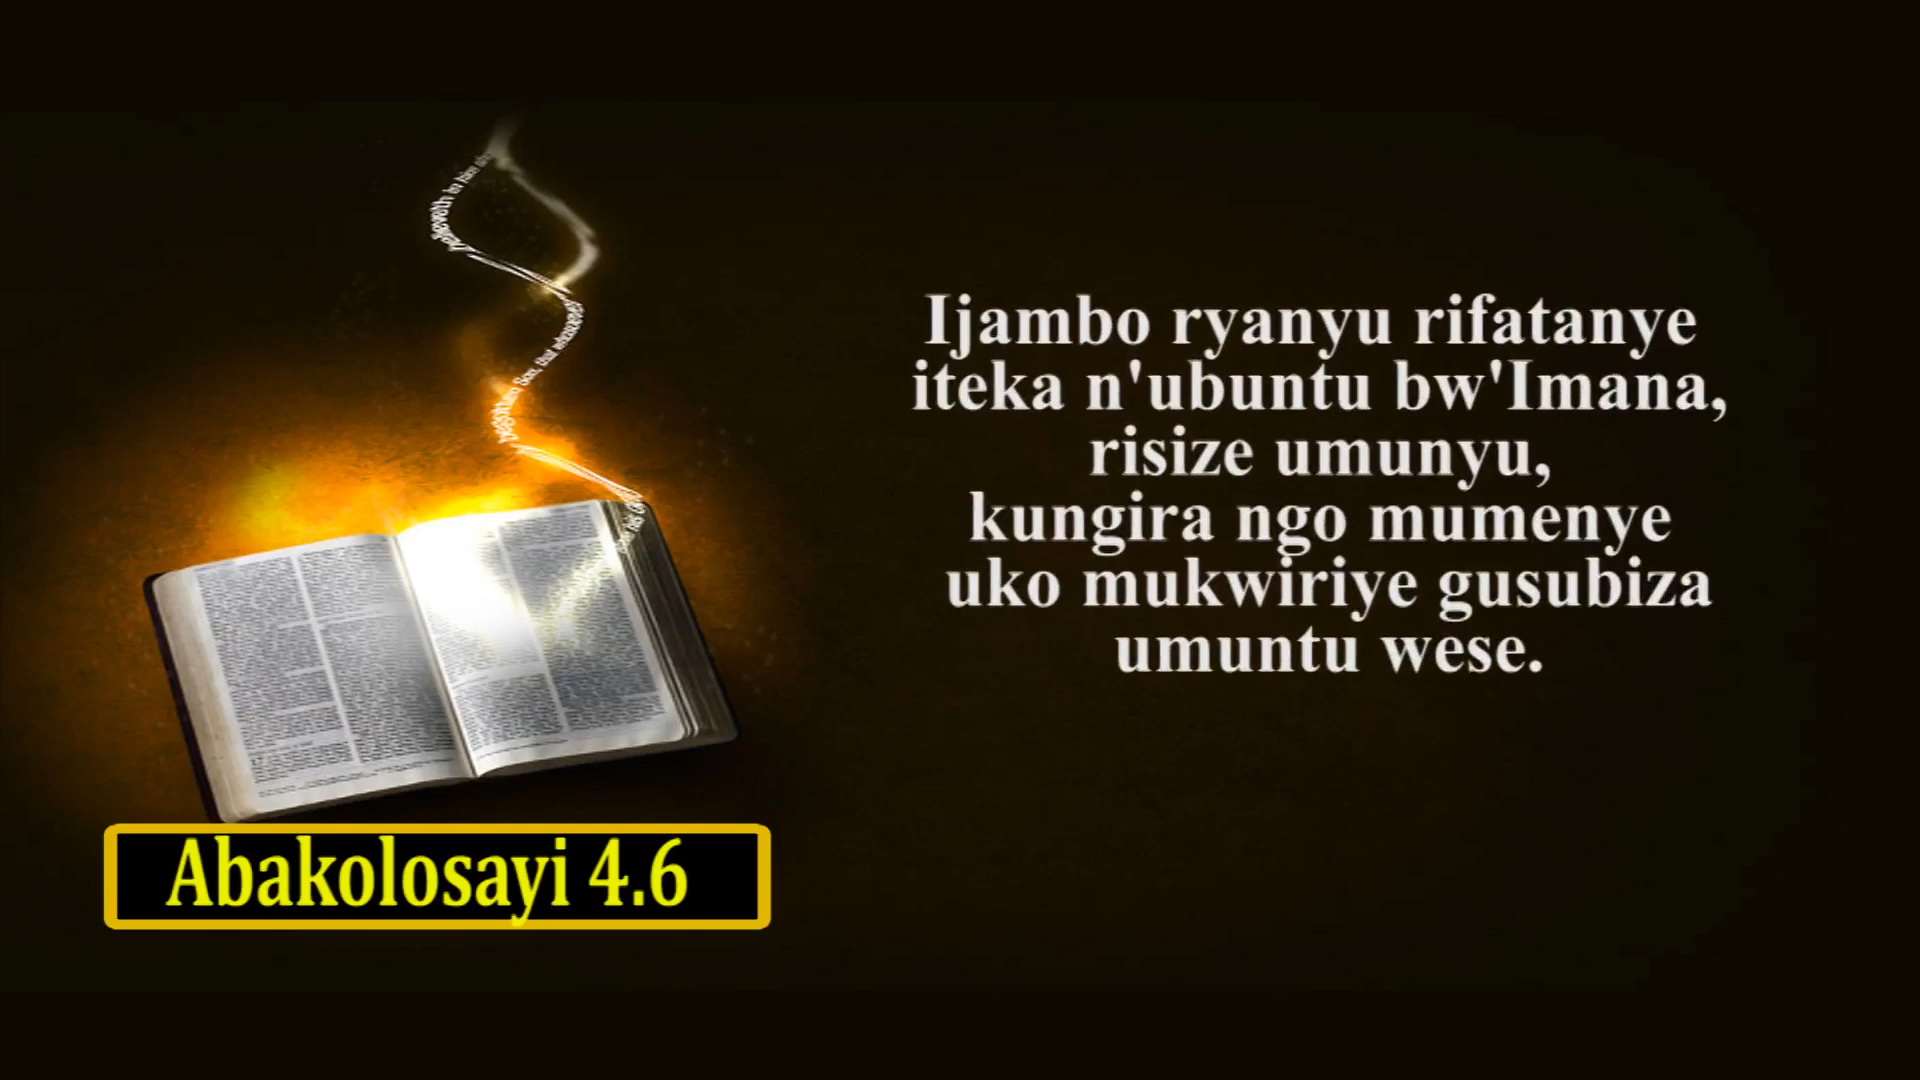 Ijambo ryanyu rifatanye
iteka n'ubuntu bw'Imana,
risize umunyu,
kungira ngo mumenye
uko mukwiriye gusubiza
umuntu wese.
Abakolosayi 4.6